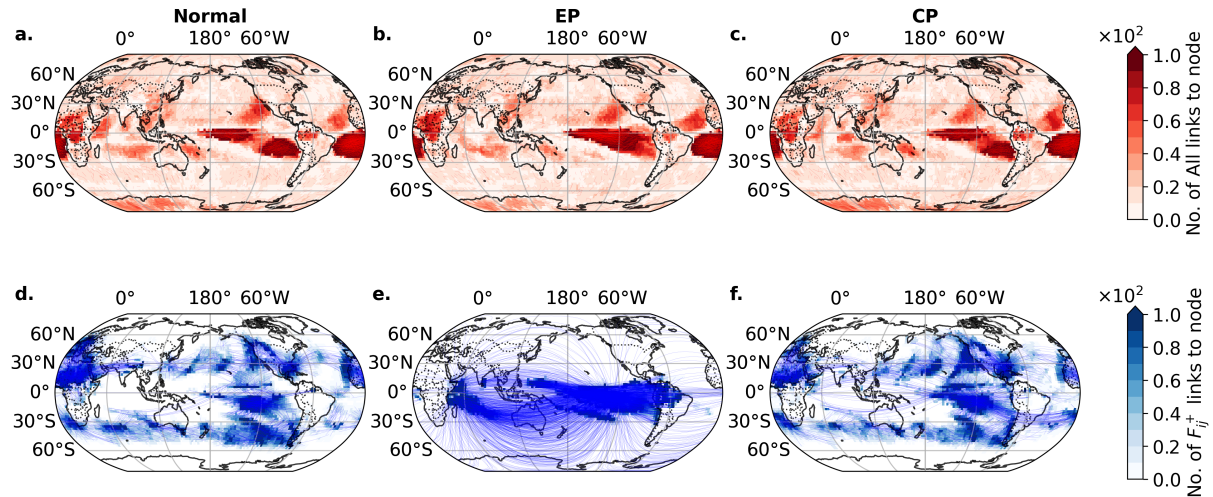 Normal
EP
CP
a.
0°
180°
60°W
b.
0°
180°
60°W
c.
0°
180°
60°W
60°N
30°N
0°
30°S
60°S
60°N
30°N
0°
30°S
60°S
60°N
30°N
0°
30°S
60°S
×10²
1.0
0.8
0.6
0.4
0.2
0.0
No. of All links to node
d.
0°
180°
60°W
e.
0°
180°
60°W
f.
0°
180°
60°W
60°N
30°N
0°
30°S
60°S
60°N
30°N
0°
30°S
60°S
60°N
30°N
0°
30°S
60°S
×10²
1.0
0.8
0.6
0.4
0.2
0.0
No. of F⁺ᵢⱼ links to node